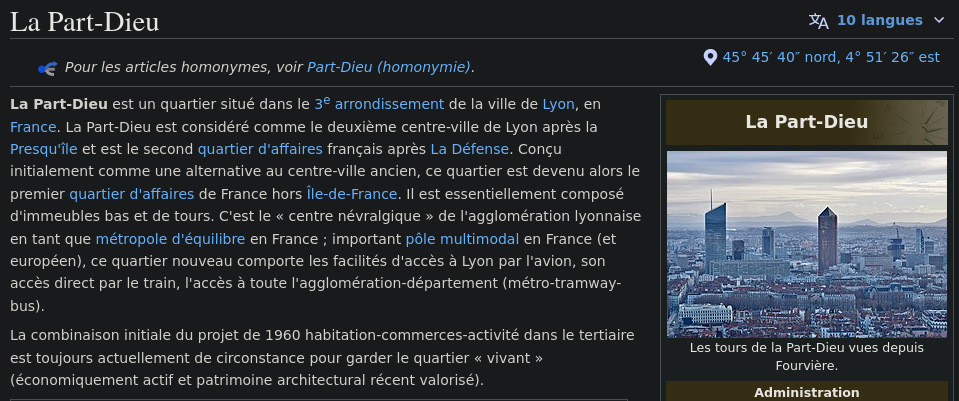 La Part-Dieu
10 langues
Pour les articles homonymes, voir Part-Dieu (homonymie).
45° 45′ 40″ nord, 4° 51′ 26″ est
La Part-Dieu est un quartier situé dans le 3e arrondissement de la ville de Lyon, en
France. La Part-Dieu est considéré comme le deuxième centre-ville de Lyon après la
Presqu'île et est le second quartier d'affaires français après La Défense. Conçu
initialement comme une alternative au centre-ville ancien, ce quartier est devenu alors le
premier quartier d'affaires de France hors Île-de-France. Il est essentiellement composé
d'immeubles bas et de tours. C'est le « centre névralgique » de l'agglomération lyonnaise
en tant que métropole d'équilibre en France ; important pôle multimodal en France (et
européen), ce quartier nouveau comporte les facilités d'accès à Lyon par l'avion, son
accès direct par le train, l'accès à toute l'agglomération-département (métro-tramway-
bus).
La combinaison initiale du projet de 1960 habitation-commerces-activité dans le tertiaire
est toujours actuellement de circonstance pour garder le quartier « vivant »
(économiquement actif et patrimoine architectural récent valorisé).
La Part-Dieu
Les tours de la Part-Dieu vues depuis
Fourvière.
Administration